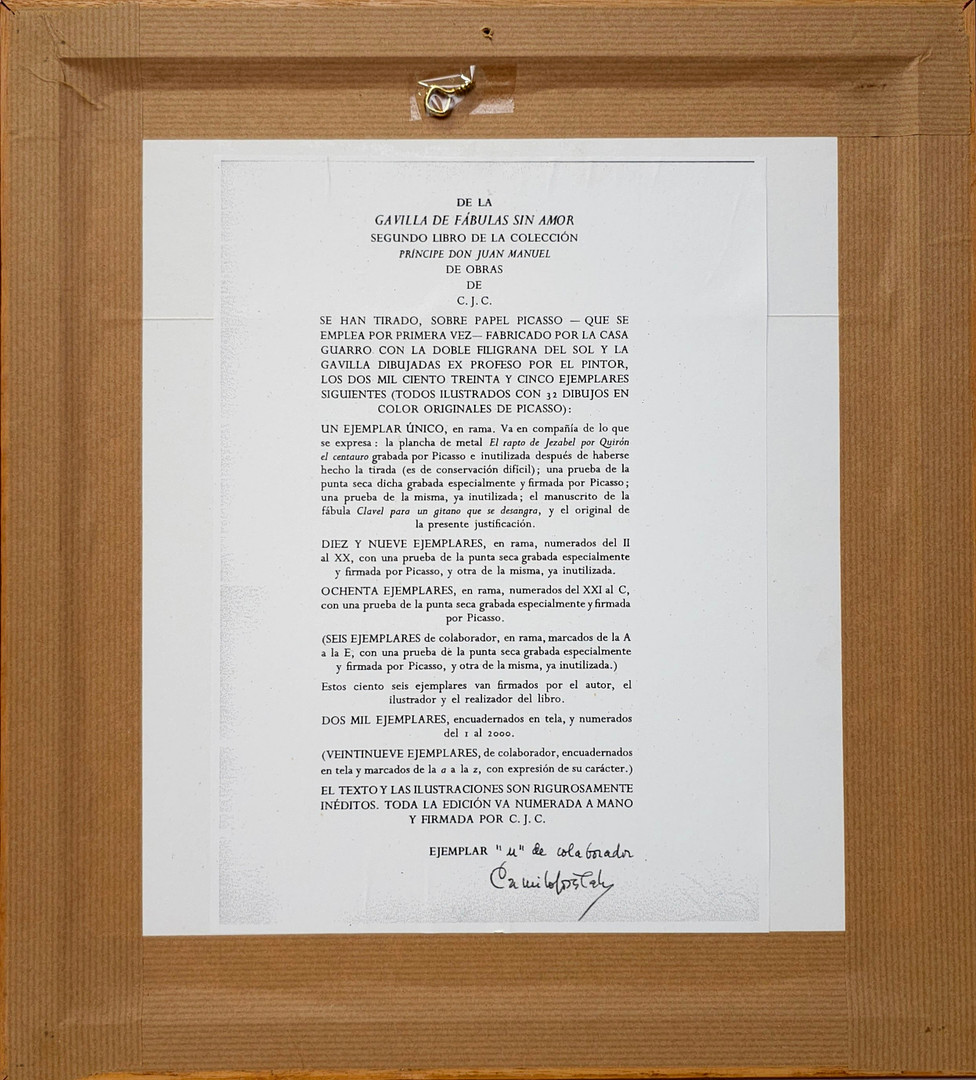 DE LA
GAVILLA DE FÁBULAS SIN AMOR
SEGUNDO LIBRO DE LA COLECCIÓN
PRÍNCIPE DON JUAN MANUEL
DE OBRAS
DE
C. J. C.
SE HAN TIRADO, SOBRE PAPEL PICASSO — QUE SE
EMPLEA POR PRIMERA VEZ— FABRICADO POR LA CASA
GUARRO CON LA DOBLE FILIGRANA DEL SOL Y LA
GAVILLA DIBUJADAS EX PROFESO POR EL PINTOR,
LOS DOS MIL CIENTO TREINTA Y CINCO EJEMPLARES
SIGUIENTES (TODOS ILUSTRADOS CON 32 DIBUJOS EN
COLOR ORIGINALES DE PICASSO):
UN EJEMPLAR ÚNICO, en rama. Va en compañía de lo que
se expresa: la plancha de metal El rapto de Jezabel por Quirón
el centauro grabada por Picasso e inutilizada después de haberse
hecho la tirada (es de conservación difícil); una prueba de la
punta seca dicha grabada especialmente y firmada por Picasso;
una prueba de la misma, ya inutilizada; el manuscrito de la
fábula Clavel para un gitano que se desangra, y el original de
la presente justificación.
DIEZ Y NUEVE EJEMPLARES, en rama, numerados del II
al XX, con una prueba de la punta seca grabada especialmente
y firmada por Picasso, y otra de la misma, ya inutilizada.
OCHENTA EJEMPLARES, en rama, numerados del XXI al C,
con una prueba de la punta seca grabada especialmente y firmada
por Picasso.
(SEIS EJEMPLARES de colaborador, en rama, marcados de la A
a la E, con una prueba de la punta seca grabada especialmente
y firmada por Picasso, y otra de la misma, ya inutilizada.)
Estos ciento seis ejemplares van firmados por el autor, el
ilustrador y el realizador del libro.
DOS MIL EJEMPLARES, encuadernados en tela, y numerados
del 1 al 2000.
(VEINTINUEVE EJEMPLARES, de colaborador, encuadernados
en tela y marcados de la a a la z, con expresión de su carácter.)
EL TEXTO Y LAS ILUSTRACIONES SON RIGUROSAMENTE
INÉDITOS. TODA LA EDICIÓN VA NUMERADA A MANO
Y FIRMADA POR C. J. C.
EJEMPLAR "u" de colaborador